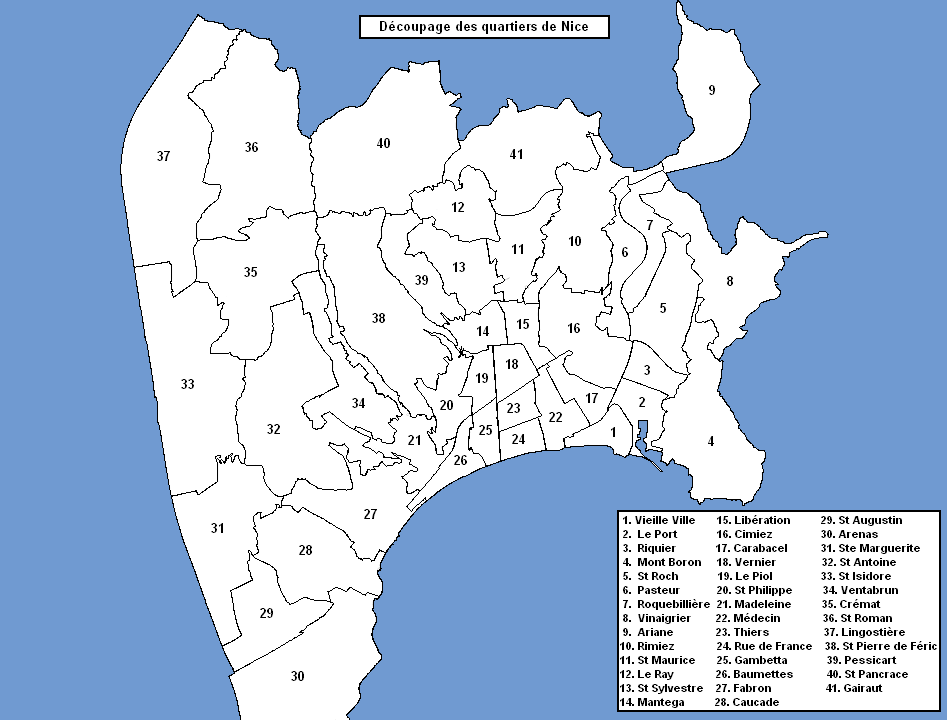 Découpage des quartiers de Nice
9
37
36
40
41
12
10
7
6
11
35
13
39
8
5
38
14
15
16
3
18
19
33
34
20
23
17
2
22
32
21
25
24
1
4
26
27
31
28
29
30
1. Vieille Ville 15. Libération 29. St Augustin
2. Le Port 16. Cimiez 30. Arenas
3. Riquier 17. Carabacel 31. Ste Marguerite
4. Mont Boron 18. Vernier 32. St Antoine
5. St Roch 19. Le Piol 33. St Isidore
6. Pasteur 20. St Philippe 34. Ventabrun
7. Roquebillière 21. Madeleine 35. Crémat
8. Vinaigrier 22. Médecin 36. St Roman
9. Ariane 23. Thiers 37. Lingostière
10. Rimiez 24. Rue de France 38. St Pierre de Féric
11. St Maurice 25. Gambetta 39. Pessicart
12. Le Ray 26. Baumettes 40. St Pancrace
13. St Sylvestre 27. Fabron 41. Gairaut
14. Mantega 28. Caucade